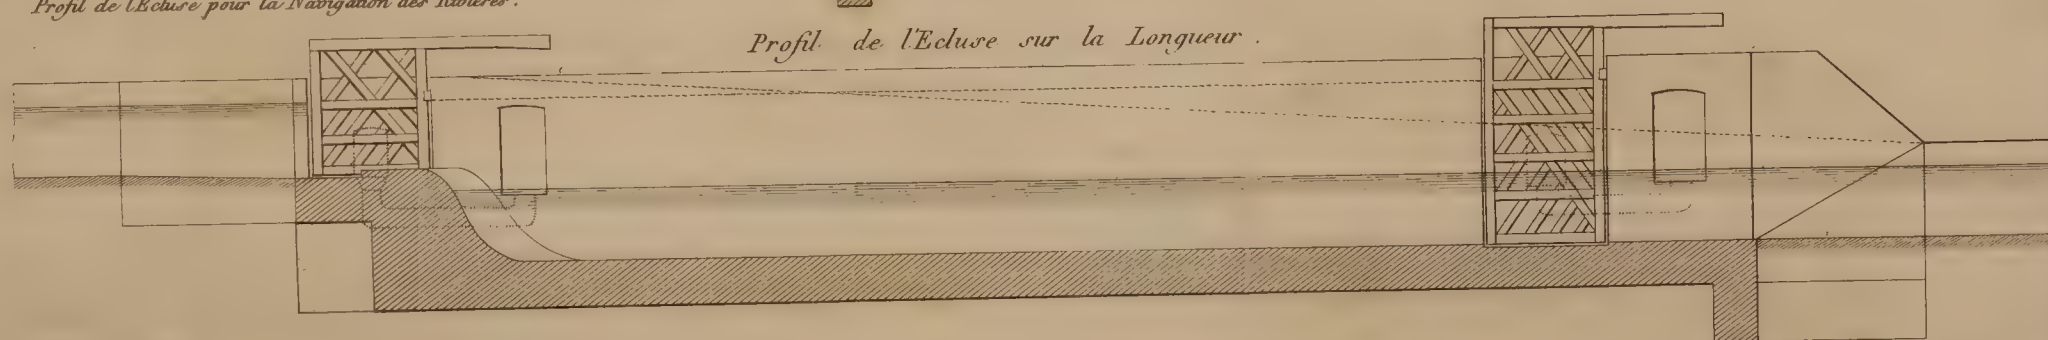 Profil de l'Ecluse pour la Navigation des Rivieres.
Profil de l'Ecluse sur la Longueur.